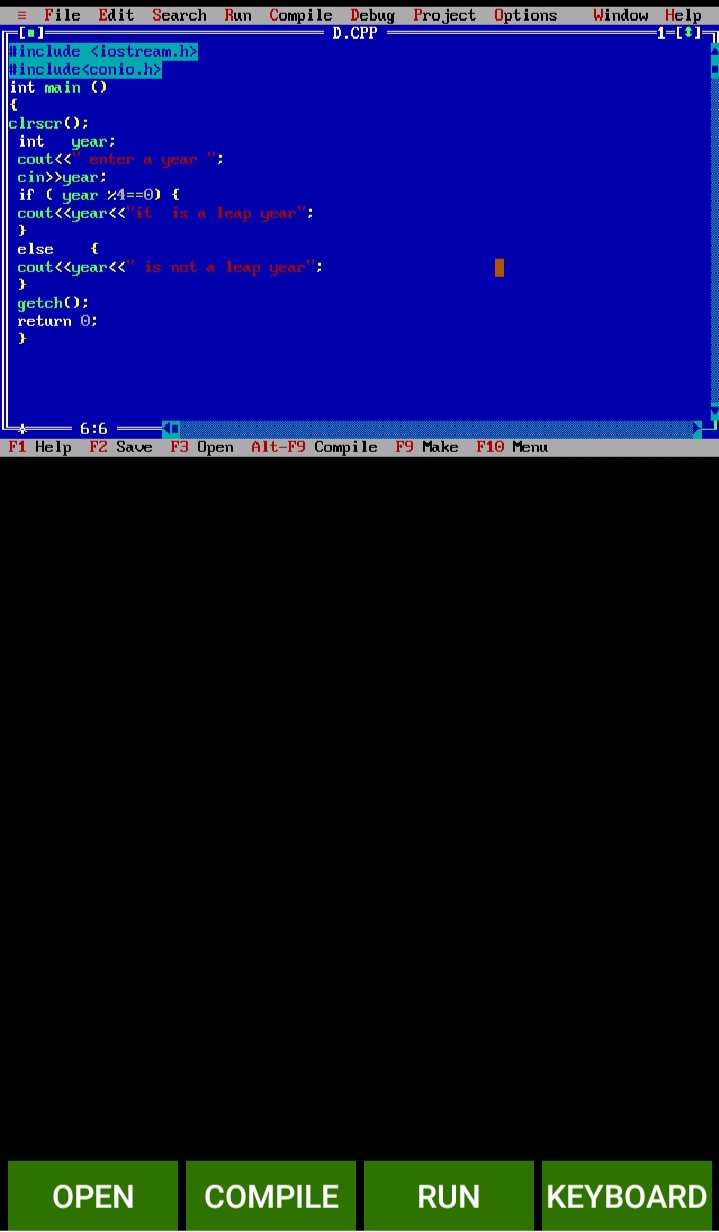 ≡ File Edit Search Run Compile Debug Project Options Window Help
[■] D.CPP 1=[↕]
#include <iostream.h>
#include<conio.h>
int main ()
{
clrscr();
int   year;
cout<<" enter a year ";
cin>>year;
if ( year %4==0) {
cout<<year<<"it  is a leap year";
}
else    {
cout<<year<<" is not a leap year";
}
getch();
return 0;
}
6:6
F1 Help F2 Save F3 Open Alt-F9 Compile F9 Make F10 Menu
OPEN COMPILE RUN KEYBOARD